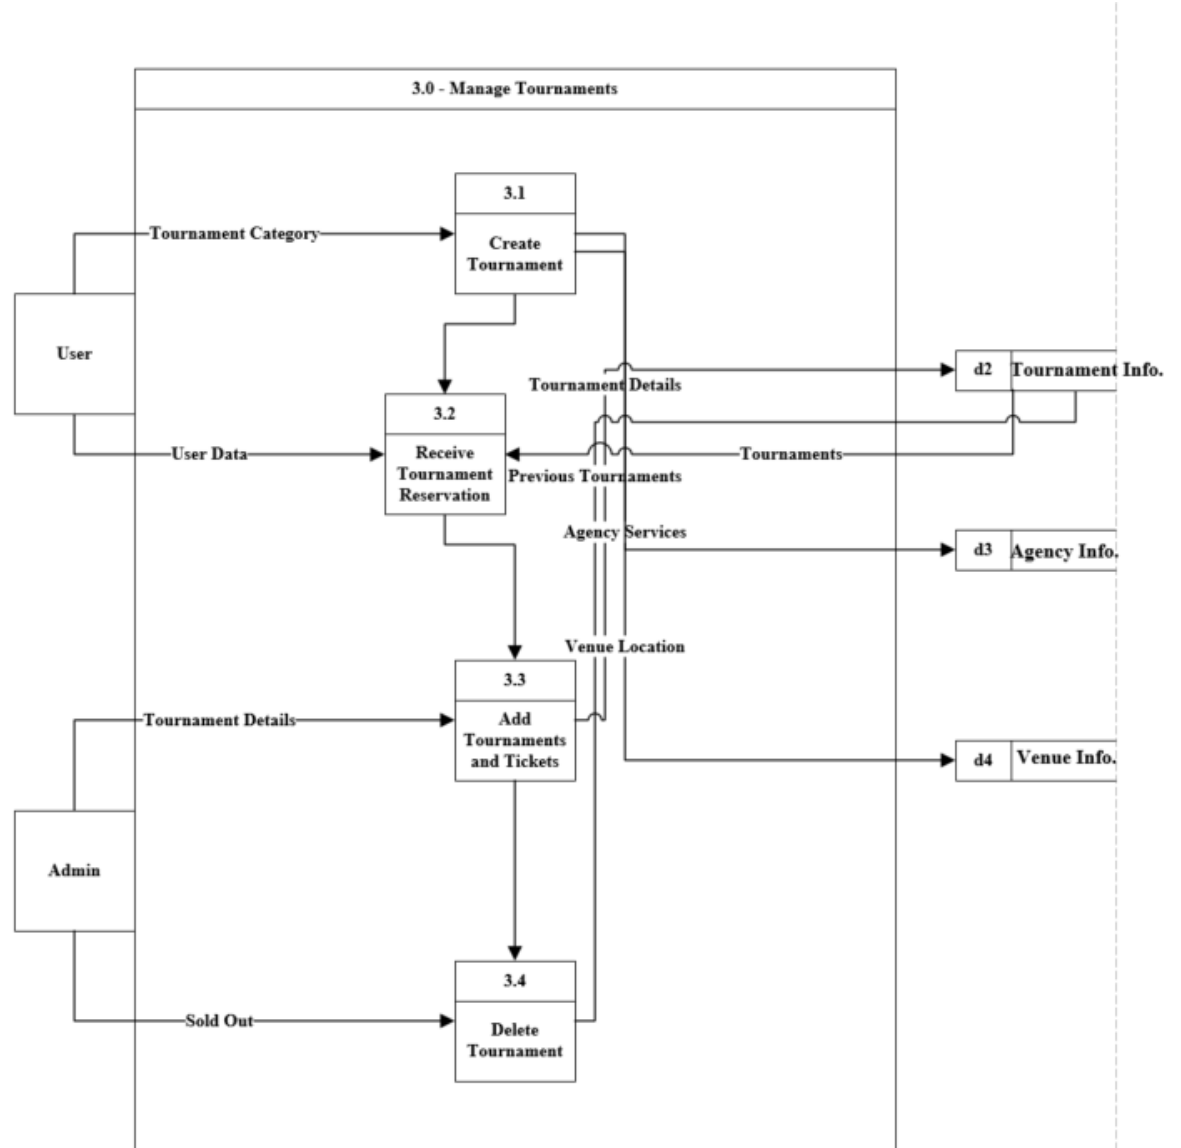 3.0 - Manage Tournaments
3.1
Tournament Category
Create
Tournament
User
Tournament Details
d2
Tournament Info.
3.2
User Data
Receive
Tournament
Reservation
Tournaments
Previous Tournaments
Agency Services
d3
Agency Info.
Venue Location
3.3
Tournament Details
Add
Tournaments
and Tickets
d4
Venue Info.
Admin
3.4
Sold Out
Delete
Tournament